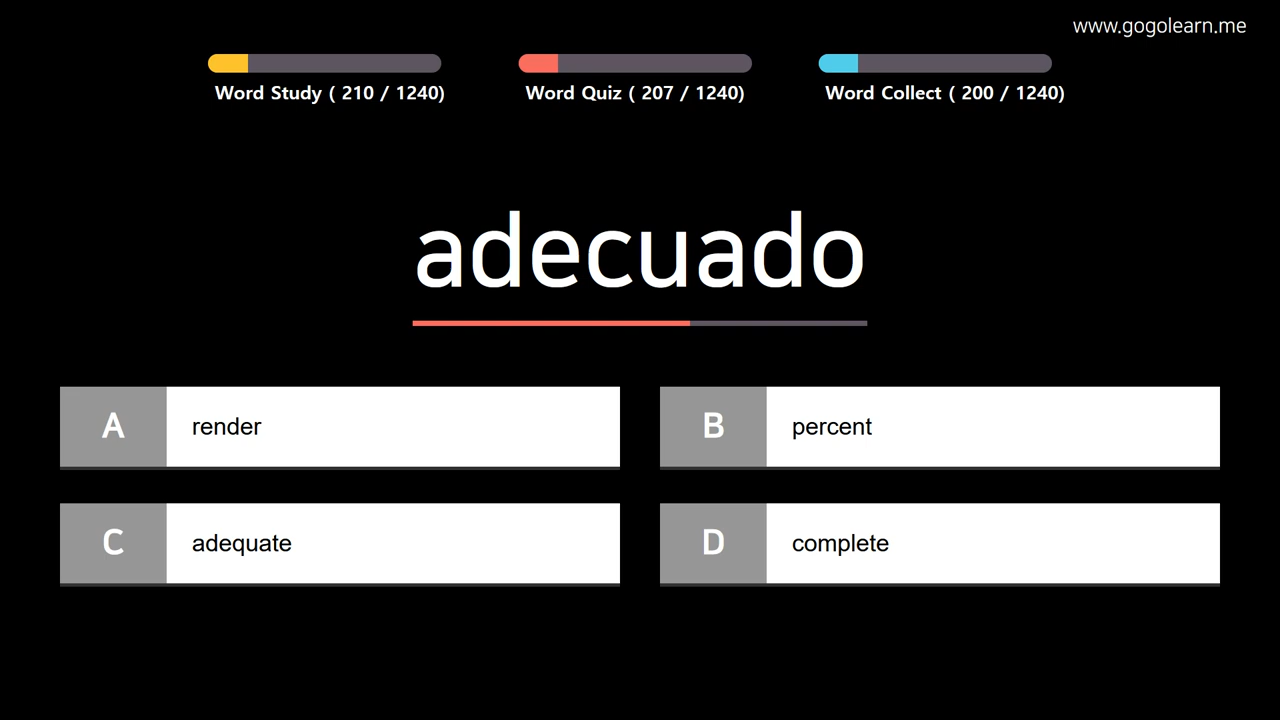 www.gogolearn.me
Word Study ( 210 / 1240)
Word Quiz ( 207 / 1240)
Word Collect ( 200 / 1240)
adecuado
A
render
B
percent
C
adequate
D
complete